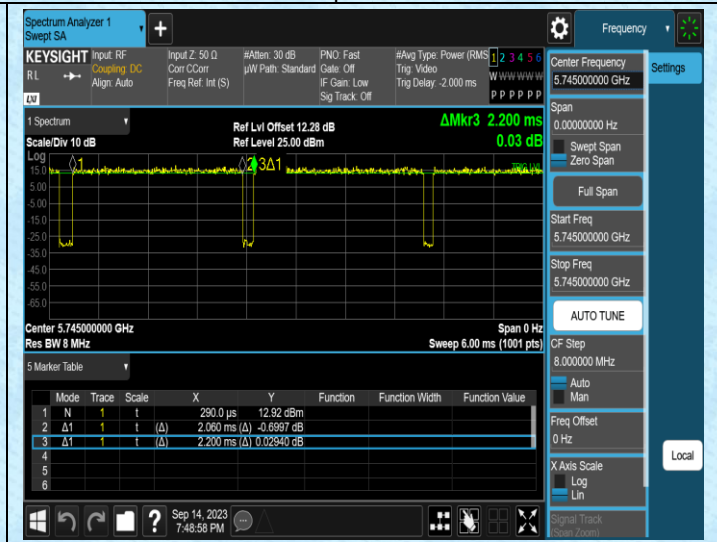 Spectrum Analyzer 1
Swept SA
Frequency
KEYSIGHT
RL
Input: RF
Coupling: DC
Align: Auto
Input Z: 50 Ω
Corr CCorr
Freq Ref: Int (S)
#Atten: 30 dB
µW Path: Standard
PNO: Fast
Gate: Off
IF Gain: Low
Sig Track: Off
#Avg Type: Power (RMS
Trig: Video
Trig Delay: -2.000 ms
1 2 3 4 5 6
W W W W W W
P P P P P P
LXI
1 Spectrum
Scale/Div 10 dB
Ref Lvl Offset 12.28 dB
Ref Level 25.00 dBm
ΔMkr3 2.200 ms
0.03 dB
Log
1
3Δ1
15.0
5.00
-5.00
-15.0
-25.0
-35.0
-45.0
-55.0
-65.0
Center 5.745000000 GHz
Span 0 Hz
Res BW 8 MHz
Sweep 6.00 ms (1001 pts)
5 Marker Table
Mode Trace Scale X Y Function Function Width Function Value
1 N 1 t 290.0 µs 12.92 dBm
2 Δ1 1 t (Δ) 2.060 ms (Δ) -0.6997 dB
3 Δ1 1 t (Δ) 2.200 ms (Δ) 0.02940 dB
4
5
6
Center Frequency
5.745000000 GHz
Settings
Span
0.00000000 Hz
Swept Span
Zero Span
Full Span
Start Freq
5.745000000 GHz
Stop Freq
5.745000000 GHz
AUTO TUNE
CF Step
8.000000 MHz
Auto
Man
Freq Offset
0 Hz
X Axis Scale
Log
Lin
Signal Track
(Span Zoom)
Local
?
Sep 14, 2023
7:48:58 PM